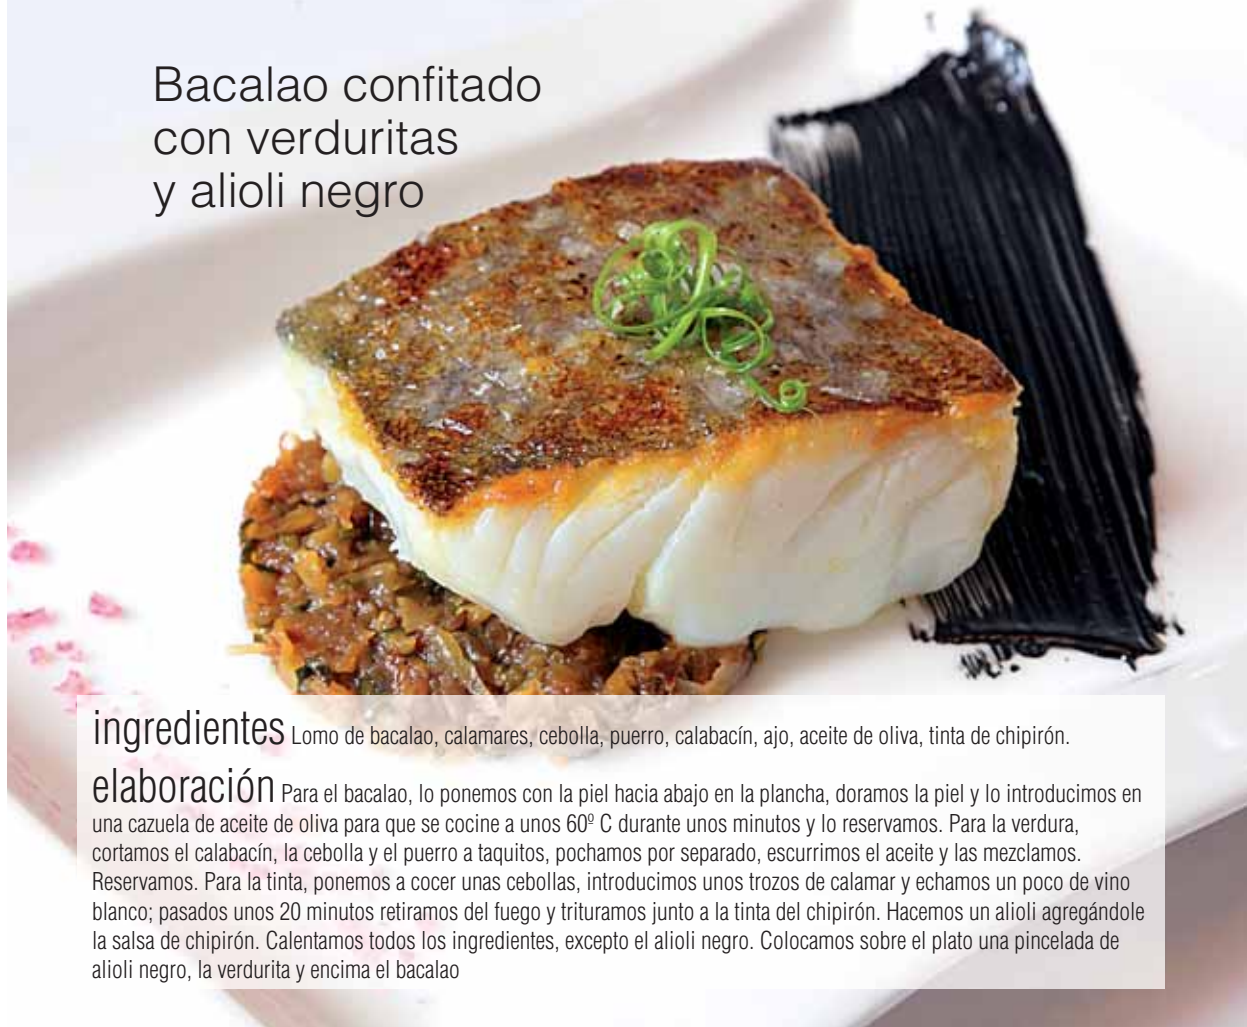 Bacalao confitado
con verduritas
y alioli negro
ingredientes Lomo de bacalao, calamares, cebolla, puerro, calabacín, ajo, aceite de oliva, tinta de chipirón.
elaboración Para el bacalao, lo ponemos con la piel hacia abajo en la plancha, doramos la piel y lo introducimos en
una cazuela de aceite de oliva para que se cocine a unos 60º C durante unos minutos y lo reservamos. Para la verdura,
cortamos el calabacín, la cebolla y el puerro a taquitos, pochamos por separado, escurrimos el aceite y las mezclamos.
Reservamos. Para la tinta, ponemos a cocer unas cebollas, introducimos unos trozos de calamar y echamos un poco de vino
blanco; pasados unos 20 minutos retiramos del fuego y trituramos junto a la tinta del chipirón. Hacemos un alioli agregándole
la salsa de chipirón. Calentamos todos los ingredientes, excepto el alioli negro. Colocamos sobre el plato una pincelada de
alioli negro, la verdurita y encima el bacalao